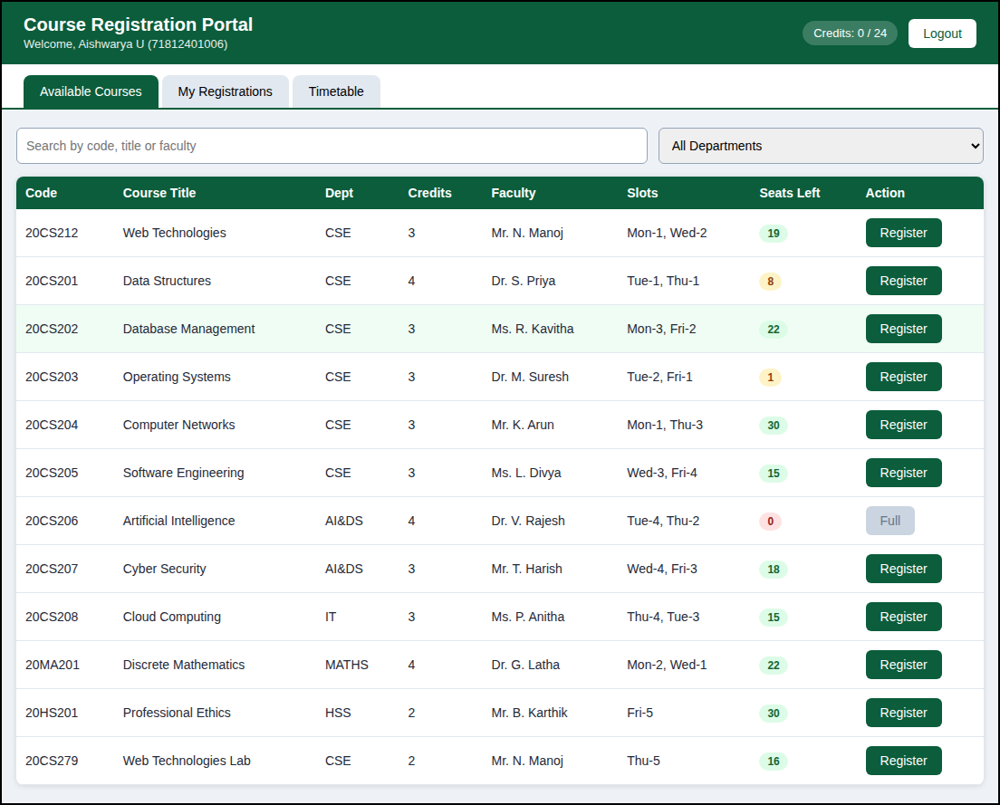 Course Registration Portal
Welcome, Aishwarya U (71812401006)
Credits: 0 / 24 Logout
Available Courses My Registrations Timetable
Search by code, title or faculty All Departments
Code Course Title Dept Credits Faculty Slots Seats Left Action
20CS212 Web Technologies CSE 3 Mr. N. Manoj Mon-1, Wed-2 19 Register
20CS201 Data Structures CSE 4 Dr. S. Priya Tue-1, Thu-1 8 Register
20CS202 Database Management CSE 3 Ms. R. Kavitha Mon-3, Fri-2 22 Register
20CS203 Operating Systems CSE 3 Dr. M. Suresh Tue-2, Fri-1 1 Register
20CS204 Computer Networks CSE 3 Mr. K. Arun Mon-1, Thu-3 30 Register
20CS205 Software Engineering CSE 3 Ms. L. Divya Wed-3, Fri-4 15 Register
20CS206 Artificial Intelligence AI&DS 4 Dr. V. Rajesh Tue-4, Thu-2 0 Full
20CS207 Cyber Security AI&DS 3 Mr. T. Harish Wed-4, Fri-3 18 Register
20CS208 Cloud Computing IT 3 Ms. P. Anitha Thu-4, Tue-3 15 Register
20MA201 Discrete Mathematics MATHS 4 Dr. G. Latha Mon-2, Wed-1 22 Register
20HS201 Professional Ethics HSS 2 Mr. B. Karthik Fri-5 30 Register
20CS279 Web Technologies Lab CSE 2 Mr. N. Manoj Thu-5 16 Register